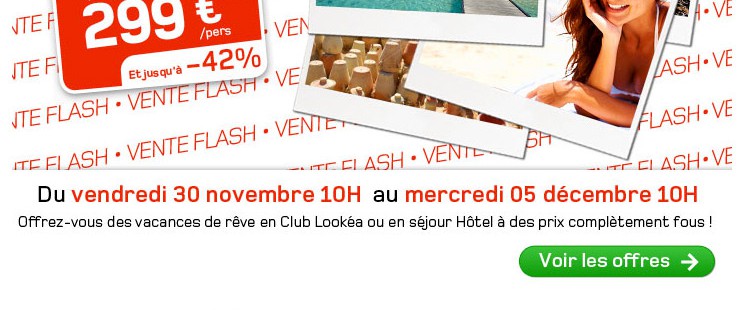 299 €
/pers
Et jusqu'à -42%
VENTE FLASH • VENTE FLASH • VENTE FLASH • VENTE
Du vendredi 30 novembre 10H au mercredi 05 décembre 10H
Offrez-vous des vacances de rêve en Club Lookéa ou en séjour Hôtel à des prix complètement fous !
Voir les offres